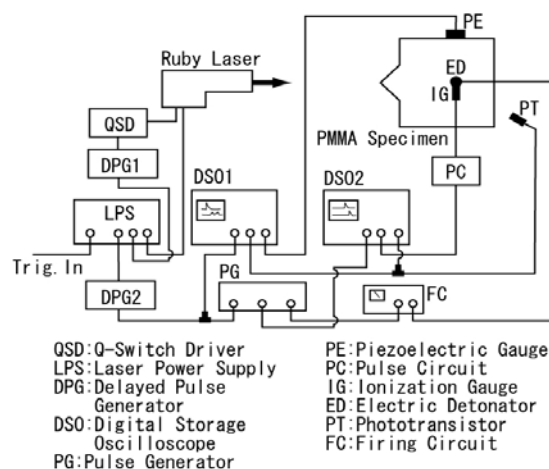 PE
Ruby Laser
ED
IG
PT
QSD
PMMA Specimen
DPG1
DSO1
DSO2
PC
LPS
Trig. In
PG
FC
DPG2
QSD:Q-Switch Driver
LPS:Laser Power Supply
DPG:Delayed Pulse
Generator
DSO:Digital Storage
Oscilloscope
PG:Pulse Generator
PE:Piezoelectric Gauge
PC:Pulse Circuit
IG:Ionization Gauge
ED:Electric Detonator
PT:Phototransistor
FC:Firing Circuit